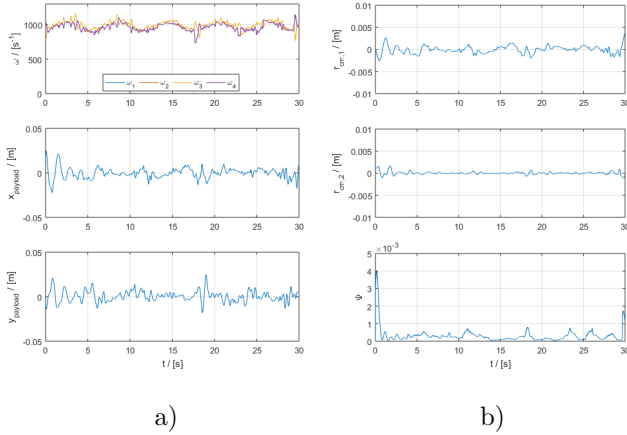 1000
500
0
ω / [s⁻¹]
ω₁ ω₂ ω₃ ω₄
0 5 10 15 20 25 30
0.05
0
-0.05
x_payload / [m]
0 5 10 15 20 25 30
0.05
0
-0.05
y_payload / [m]
0 5 10 15 20 25 30
t / [s]
a)
0.01
0.005
0
-0.005
-0.01
r_cm,1 / [m]
0 5 10 15 20 25 30
0.01
0.005
0
-0.005
-0.01
r_cm,2 / [m]
0 5 10 15 20 25 30
×10⁻³
5
4
3
2
1
0
Ψ
0 5 10 15 20 25 30
t / [s]
b)